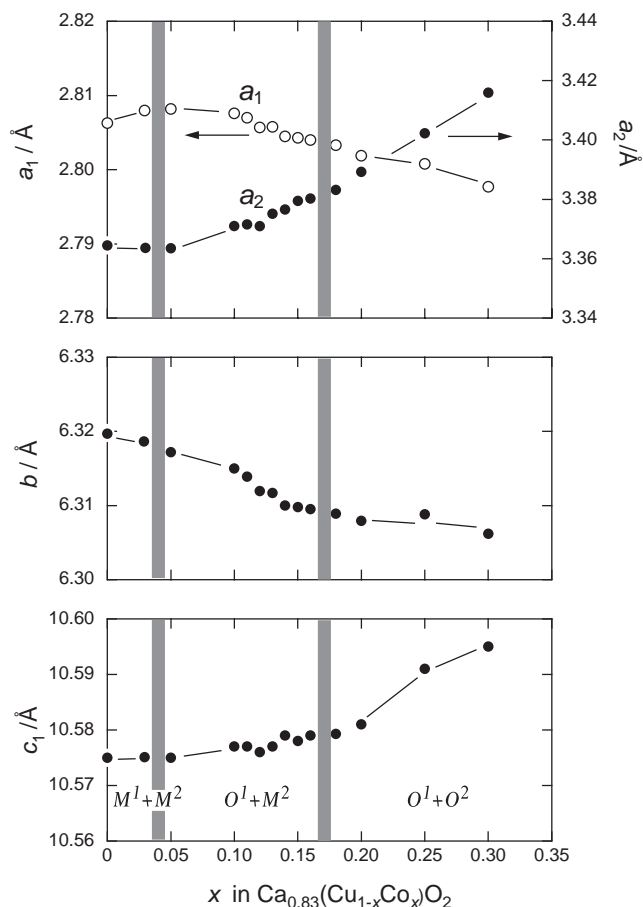 2.82
2.81
2.80
2.79
2.78
a1 / Å
a1
a2
3.44
3.42
3.40
3.38
3.36
3.34
a2/Å
6.33
6.32
6.31
6.30
b / Å
10.60
10.59
10.58
10.57
10.56
c1 /Å
M1+M2
O1+M2
O1+O2
0 0.05 0.10 0.15 0.20 0.25 0.30 0.35
x in Ca0.83(Cu1-xCox)O2